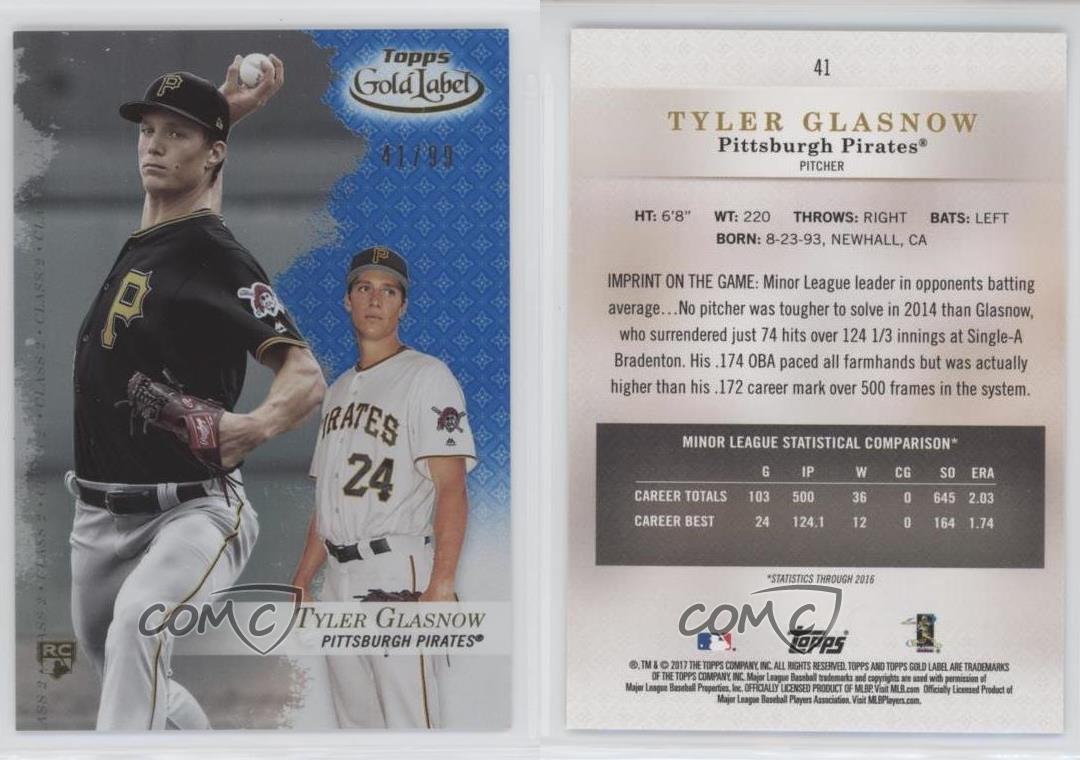 Topps
Gold Label
41/99
P
P
P
PIRATES
24
Rawlings
CLASS 2 • CLASS 2 • CLASS 2 • CLASS 2
RC
COMC
TYLER GLASNOW
PITTSBURGH PIRATES®
41
TYLER GLASNOW
Pittsburgh Pirates®
PITCHER
HT: 6'8" WT: 220 THROWS: RIGHT BATS: LEFT
BORN: 8-23-93, NEWHALL, CA
IMPRINT ON THE GAME: Minor League leader in opponents batting
average...No pitcher was tougher to solve in 2014 than Glasnow,
who surrendered just 74 hits over 124 1/3 innings at Single-A
Bradenton. His .174 OBA paced all farmhands but was actually
higher than his .172 career mark over 500 frames in the system.
MINOR LEAGUE STATISTICAL COMPARISON*
G IP W CG SO ERA
CAREER TOTALS 103 500 36 0 645 2.03
CAREER BEST 24 124.1 12 0 164 1.74
*STATISTICS THROUGH 2016
COMC
TOPPS®
®, TM & © 2017 THE TOPPS COMPANY, INC. ALL RIGHTS RESERVED. TOPPS AND TOPPS GOLD LABEL ARE TRADEMARKS
OF THE TOPPS COMPANY, INC. Major League Baseball trademarks and copyrights are used with permission of
Major League Baseball Properties, Inc. OFFICIALLY LICENSED PRODUCT OF MLBP. Visit MLB.com Officially Licensed Product of
Major League Baseball Players Association. Visit MLBPlayers.com.